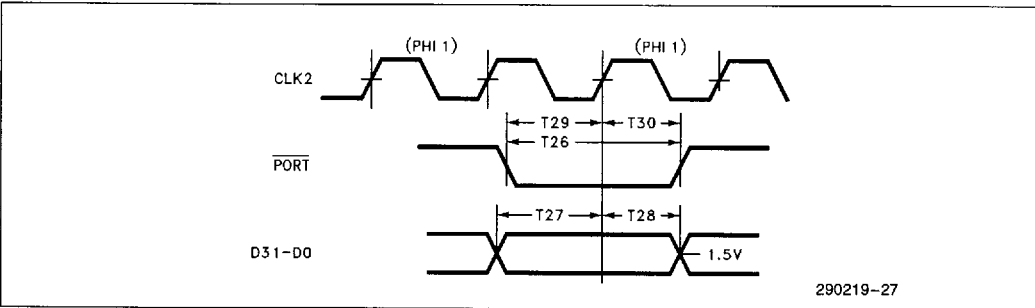 (PHI 1) (PHI 1)
CLK2
T29 T30
T26
PORT
T27 T28
D31-D0 1.5V
290219-27